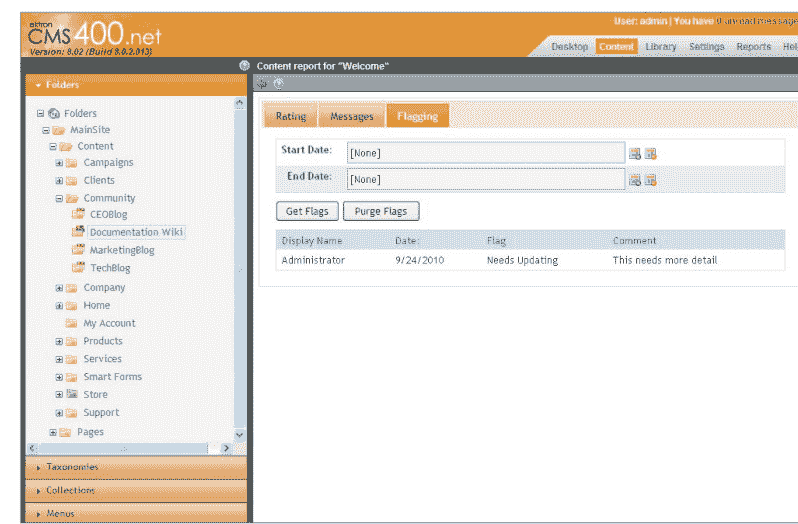 ektron
CMS400.net
Version: 8.02 (Build 8.0.2.013)
User: admin | You have 0 unread message
Desktop Content Library Settings Reports Hel
Content report for "Welcome"
Folders
Folders
MainSite
Content
Campaigns
Clients
Community
CEOBlog
Documentation Wiki
MarketingBlog
TechBlog
Company
Home
My Account
Products
Services
Smart Forms
Store
Support
Pages
Taxonomies
Collections
Menus
Rating Messages Flagging
Start Date: [None]
End Date: [None]
Get Flags Purge Flags
Display Name Date: Flag Comment
Administrator 9/24/2010 Needs Updating This needs more detail